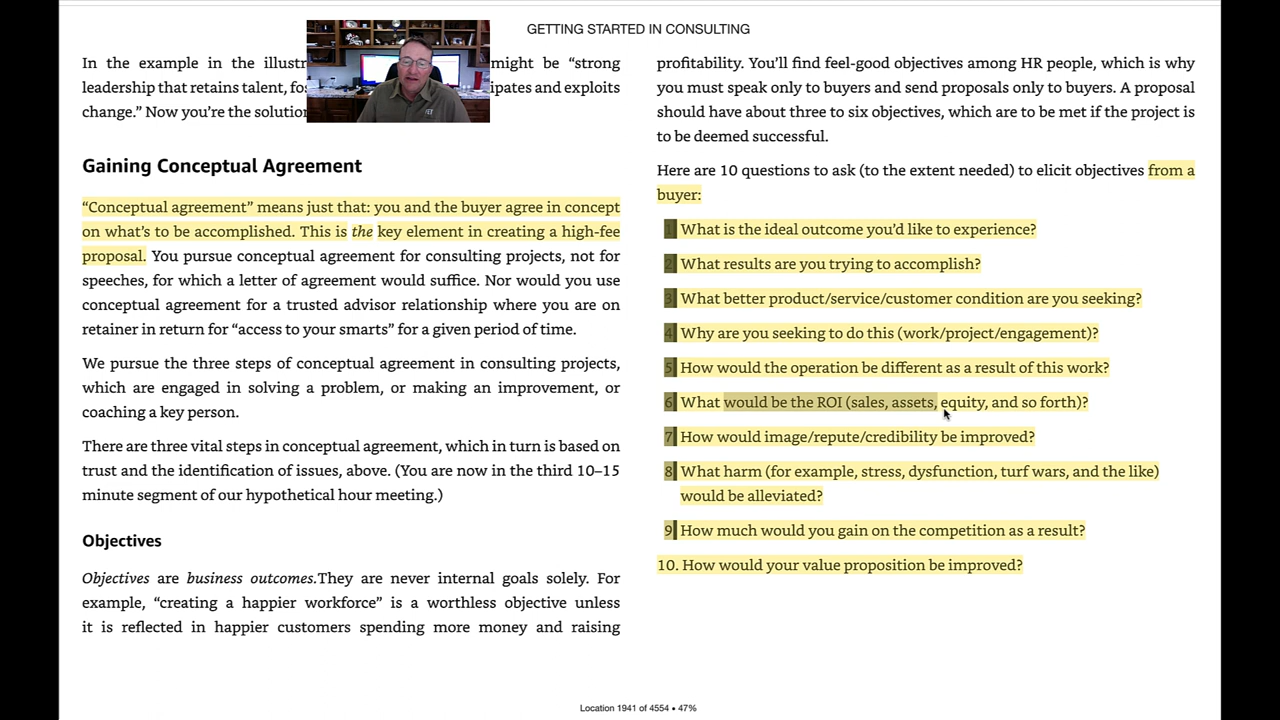 GETTING STARTED IN CONSULTING
In the example in the illustr might be “strong
leadership that retains talent, fos ipates and exploits
change.” Now you’re the solution
Gaining Conceptual Agreement
“Conceptual agreement” means just that: you and the buyer agree in concept
on what’s to be accomplished. This is the key element in creating a high-fee
proposal. You pursue conceptual agreement for consulting projects, not for
speeches, for which a letter of agreement would suffice. Nor would you use
conceptual agreement for a trusted advisor relationship where you are on
retainer in return for “access to your smarts” for a given period of time.
We pursue the three steps of conceptual agreement in consulting projects,
which are engaged in solving a problem, or making an improvement, or
coaching a key person.
There are three vital steps in conceptual agreement, which in turn is based on
trust and the identification of issues, above. (You are now in the third 10–15
minute segment of our hypothetical hour meeting.)
Objectives
Objectives are business outcomes.They are never internal goals solely. For
example, “creating a happier workforce” is a worthless objective unless
it is reflected in happier customers spending more money and raising
profitability. You’ll find feel-good objectives among HR people, which is why
you must speak only to buyers and send proposals only to buyers. A proposal
should have about three to six objectives, which are to be met if the project is
to be deemed successful.
Here are 10 questions to ask (to the extent needed) to elicit objectives from a
buyer:
1 What is the ideal outcome you’d like to experience?
2 What results are you trying to accomplish?
3 What better product/service/customer condition are you seeking?
4 Why are you seeking to do this (work/project/engagement)?
5 How would the operation be different as a result of this work?
6 What would be the ROI (sales, assets, equity, and so forth)?
7 How would image/repute/credibility be improved?
8 What harm (for example, stress, dysfunction, turf wars, and the like)
would be alleviated?
9 How much would you gain on the competition as a result?
10. How would your value proposition be improved?
Location 1941 of 4554 • 47%